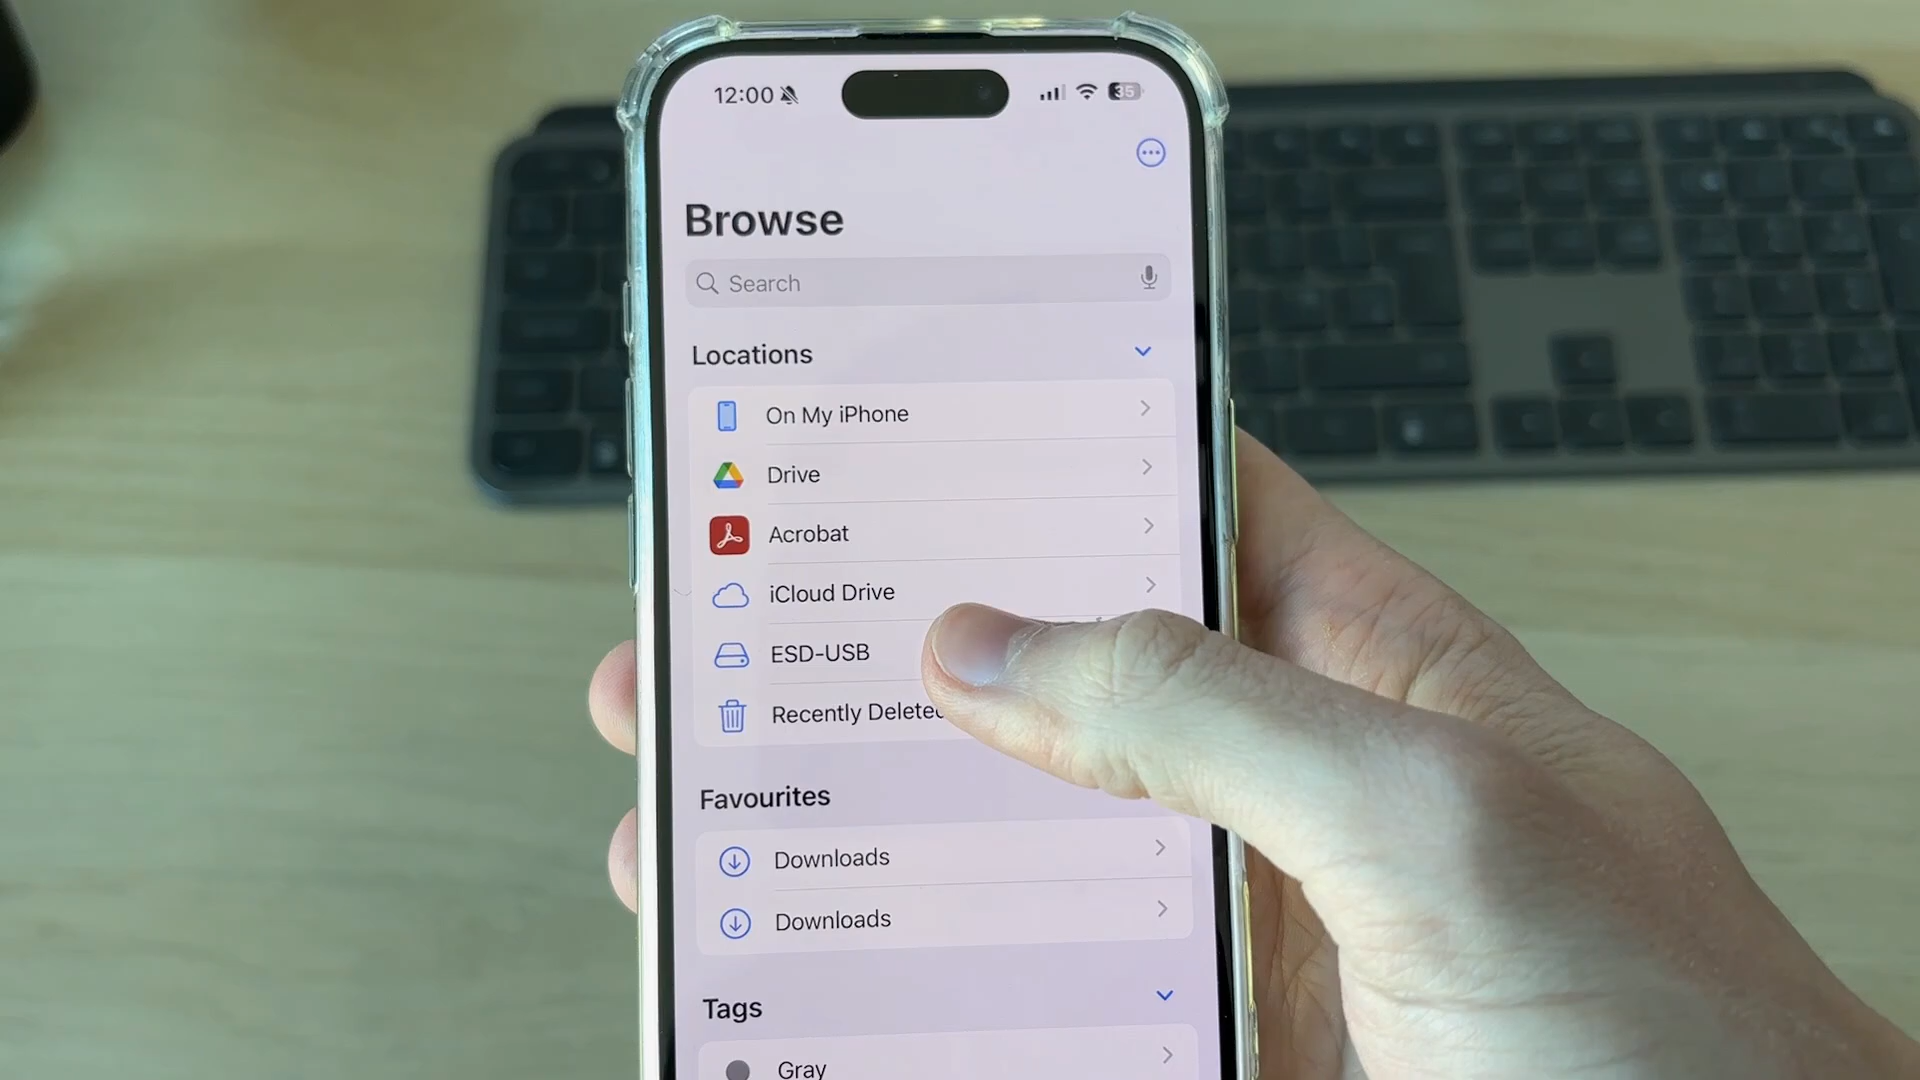 12:00
35
Browse
Search
Locations
On My iPhone
Drive
Acrobat
iCloud Drive
ESD-USB
Recently Deleted
Favourites
Downloads
Downloads
Tags
Gray